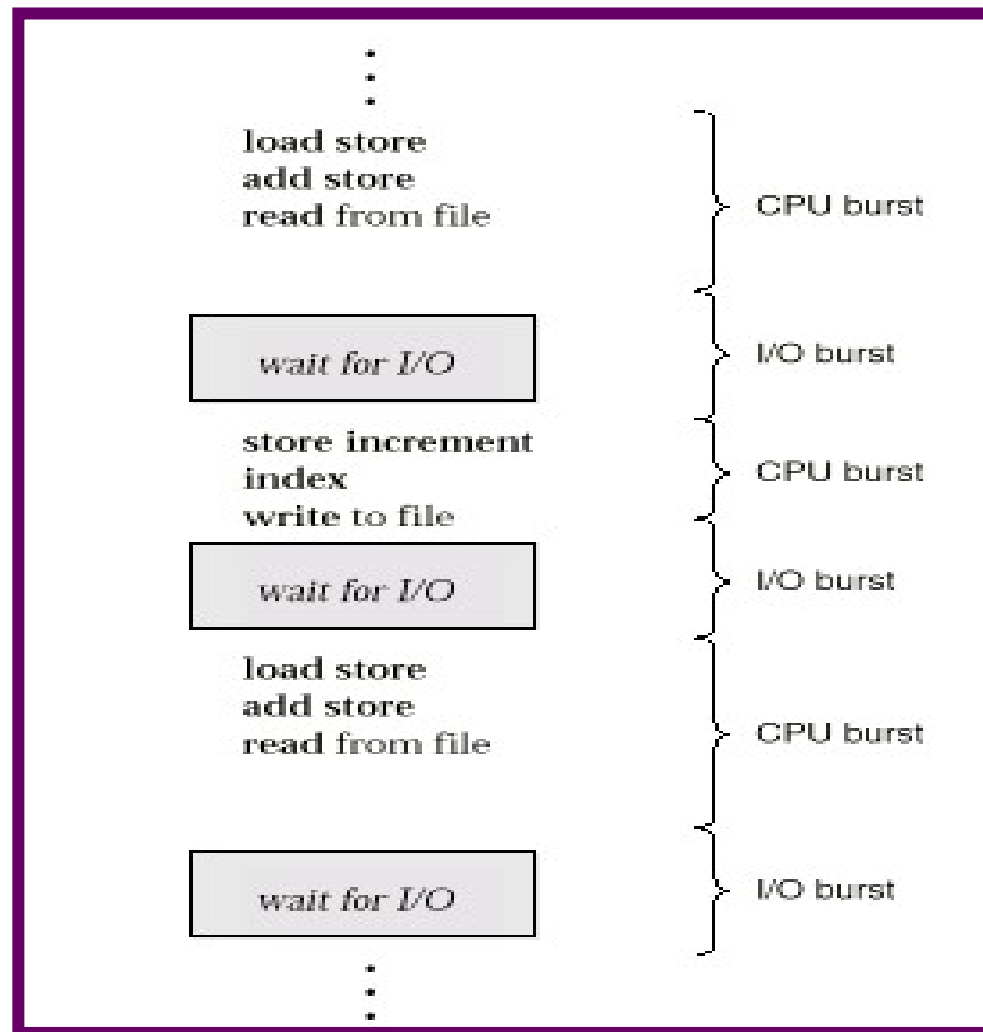 load store
add store
read from file
CPU burst
wait for I/O
I/O burst
store increment
index
write to file
CPU burst
wait for I/O
I/O burst
load store
add store
read from file
CPU burst
wait for I/O
I/O burst